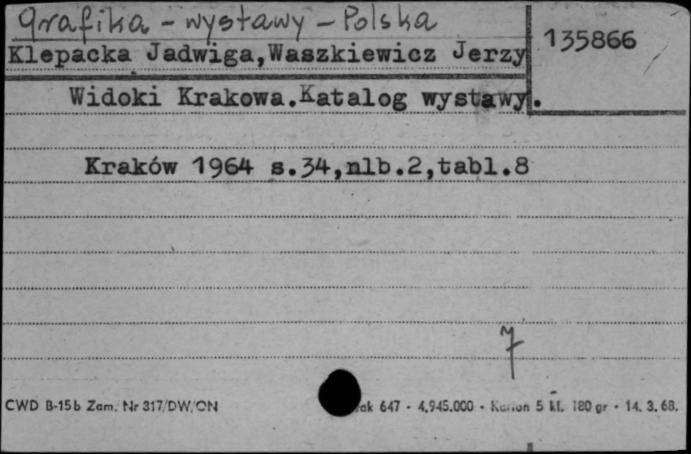 Grafika - wystawy - Polska
135866
Klepacka Jadwiga,Waszkiewicz Jerzy
Widoki Krakowa.Katalog wystawy.
Kraków 1964 s.34,nlb.2,tabl.8
7
CWD B-15b Zam. Nr 317/DW/ON ak 647 - 4.945.000 - Karton 5 kl. 180 gr - 14. 3. 68.